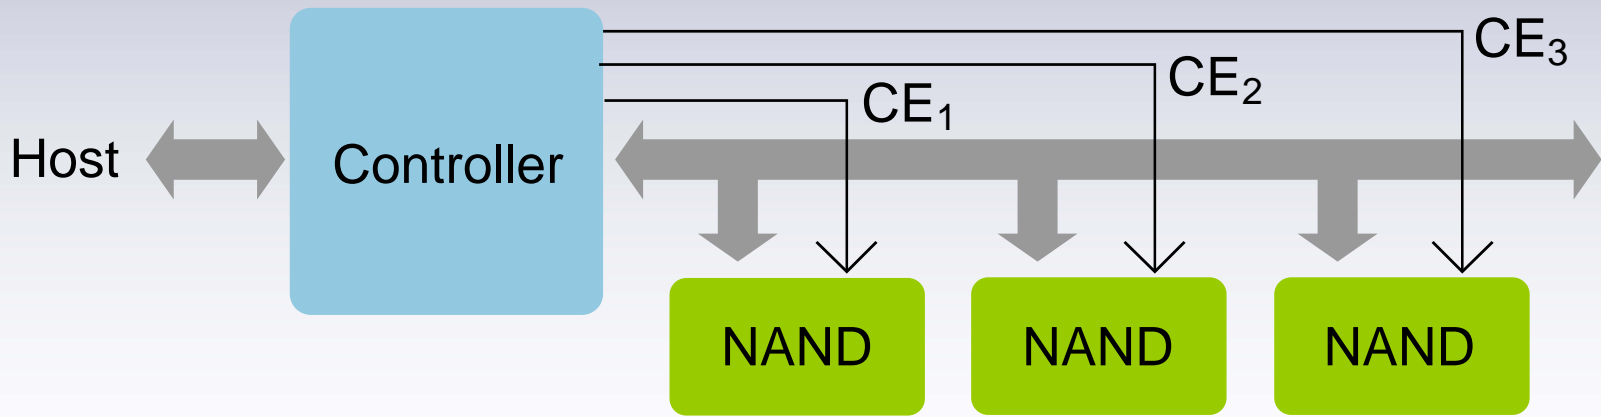 Host
Controller
CE₁
CE₂
CE₃
NAND
NAND
NAND